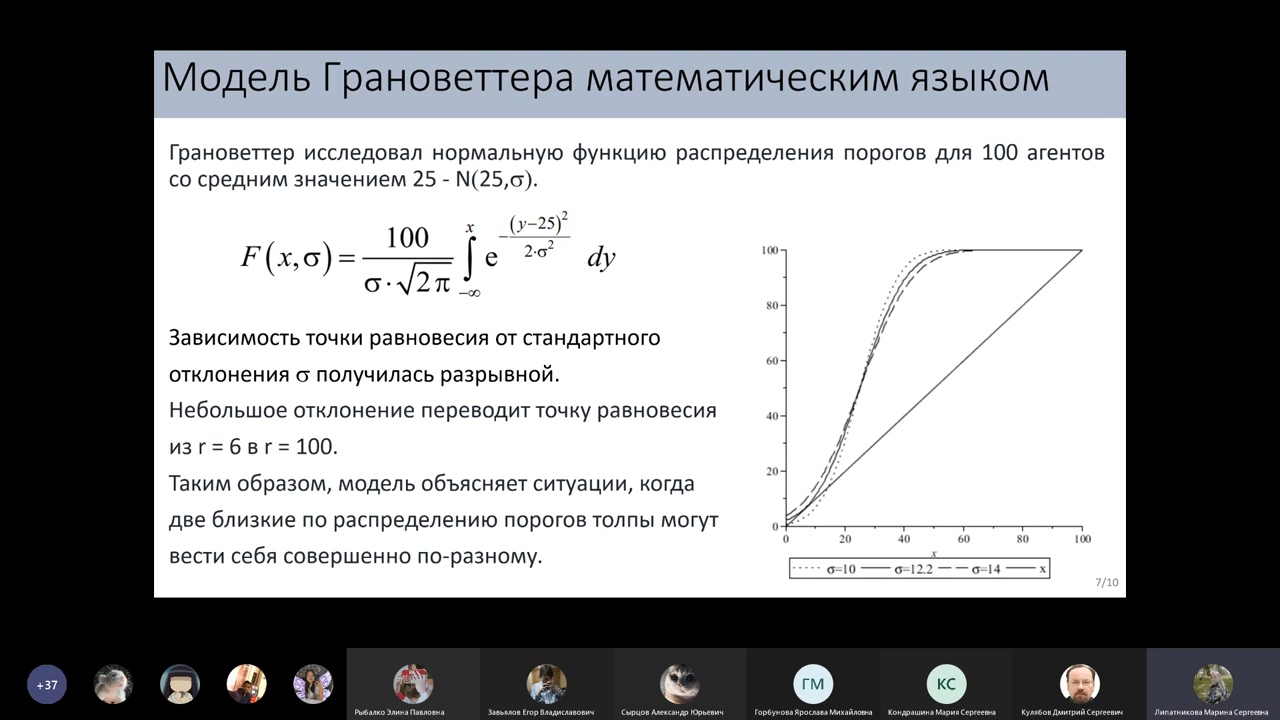 Модель Грановеттера математическим языком
Грановеттер исследовал нормальную функцию распределения порогов для 100 агентов
со средним значением 25 - N(25,σ).
F(x,σ) = 100/(σ·√2π) ∫_{-∞}^{x} e^{-(y-25)^2/(2·σ^2)} dy
Зависимость точки равновесия от стандартного
отклонения σ получилась разрывной.
Небольшое отклонение переводит точку равновесия
из r = 6 в r = 100.
Таким образом, модель объясняет ситуации, когда
две близкие по распределению порогов толпы могут
вести себя совершенно по-разному.
100
80
60
40
20
0
0 20 40 60 80 100
x
σ=10 σ=12.2 σ=14 x
7/10
+37
ГМ
КС
Рыбалко Элина Павловна
Завьялов Егор Владиславович
Сырцов Александр Юрьевич
Горбунова Ярослава Михайловна
Кондрашина Мария Сергеевна
Кулябов Дмитрий Сергеевич
Липатникова Марина Сергеевна